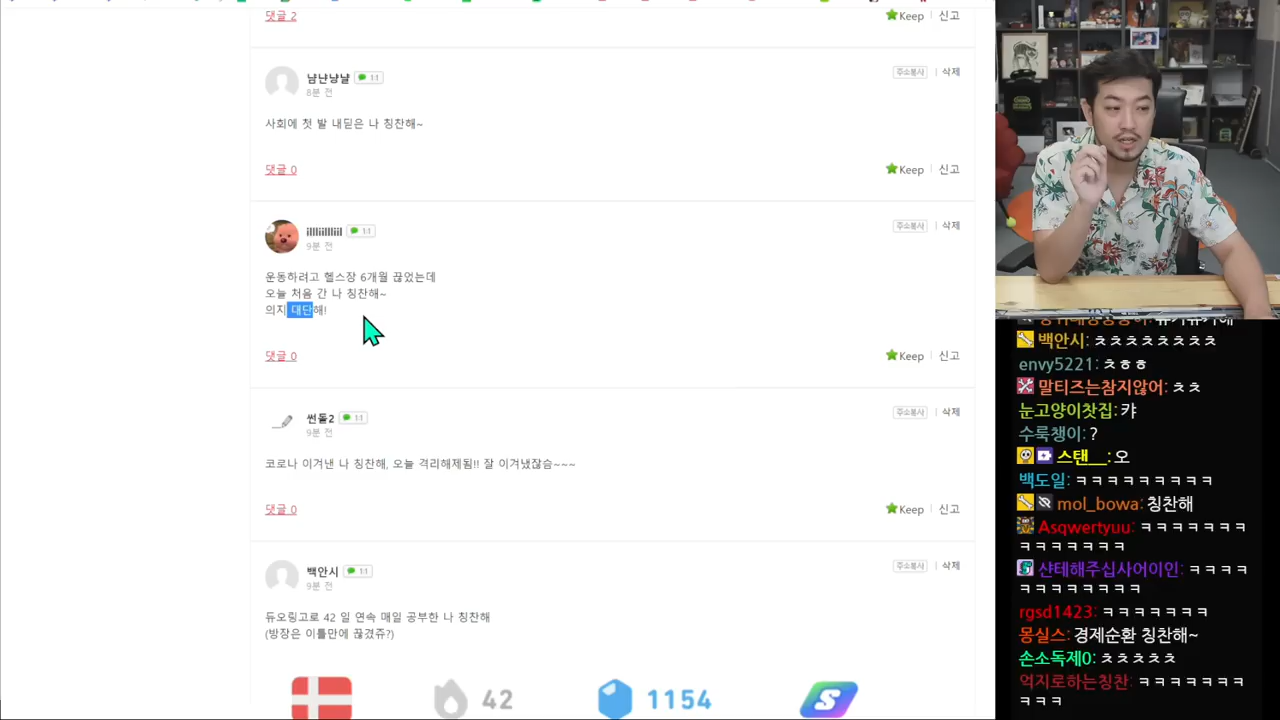 댓글 2
Keep
신고
냠냔냥냘 1:1
8분 전
주소복사
삭제
사회에 첫 발 내딛은 나 칭찬해~
댓글 0
Keep
신고
1:1
9분 전
주소복사
삭제
운동하려고 헬스장 6개월 끊었는데
오늘 처음 간 나 칭찬해~
의지 대단해!
댓글 0
Keep
신고
썬돌2 1:1
9분 전
주소복사
삭제
코로나 이겨낸 나 칭찬해, 오늘 격리해제됨!! 잘 이겨냈잖슴~~~
댓글 0
Keep
신고
백안시 1:1
9분 전
주소복사
삭제
듀오링고로 42 일 연속 매일 공부한 나 칭찬해
(방장은 이틀만에 끊겼쥬?)
42
1154
S
백안시: ㅊㅊㅊㅊㅊㅊㅊㅊ
envy5221: ㅊㅎㅎ
말티즈는참지않어: ㅊㅊ
눈고양이찻집: 캬
수룩챙이: ?
스탠__: 오
백도일: ㅋㅋㅋㅋㅋㅋㅋㅋㅋ
mol_bowa: 칭찬해
Asqwertyuu: ㅋㅋㅋㅋㅋㅋㅋ
ㅋㅋㅋㅋㅋㅋㅋ
샨테해주십사어이인: ㅋㅋㅋㅋ
ㅋㅋㅋㅋㅋㅋㅋㅋ
rgsd1423: ㅋㅋㅋㅋㅋㅋㅋ
몽실스: 경제순환 칭찬해~
손소독제0: ㅊㅊㅊㅊㅊ
억지로하는칭찬: ㅋㅋㅋㅋㅋㅋㅋ
ㅋㅋㅋ